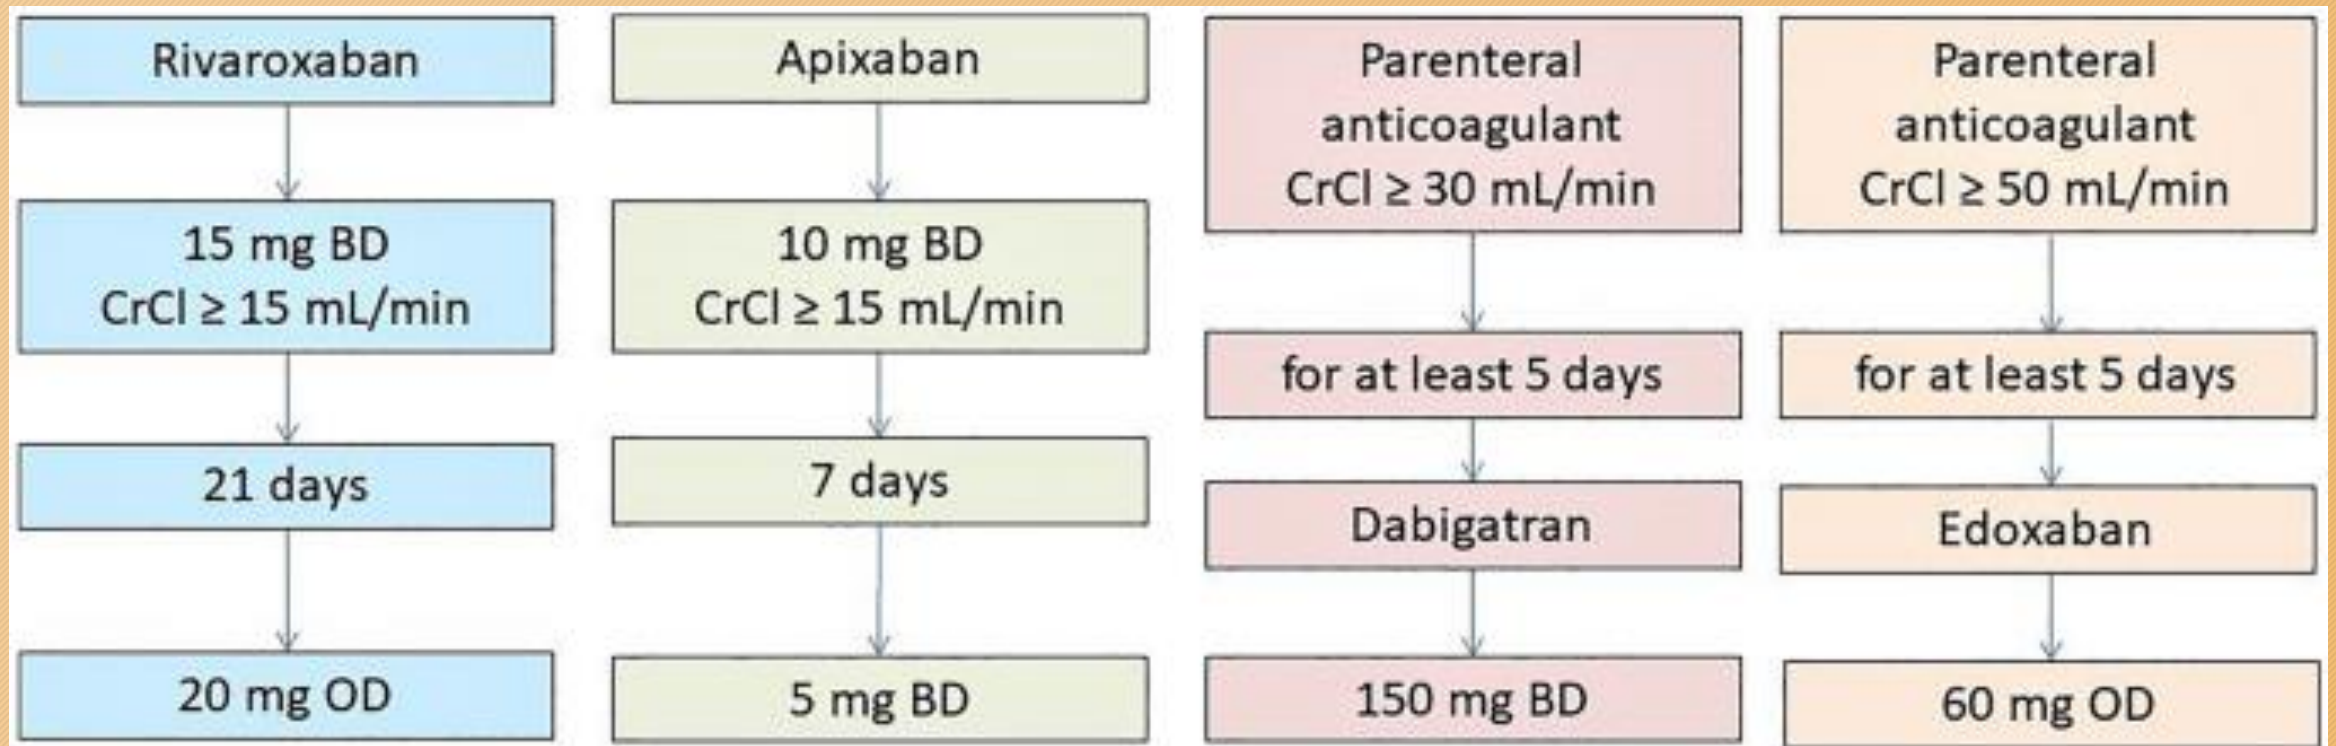 Rivaroxaban
15 mg BD
CrCl ≥ 15 mL/min
21 days
20 mg OD
Apixaban
10 mg BD
CrCl ≥ 15 mL/min
7 days
5 mg BD
Parenteral
anticoagulant
CrCl ≥ 30 mL/min
for at least 5 days
Dabigatran
150 mg BD
Parenteral
anticoagulant
CrCl ≥ 50 mL/min
for at least 5 days
Edoxaban
60 mg OD